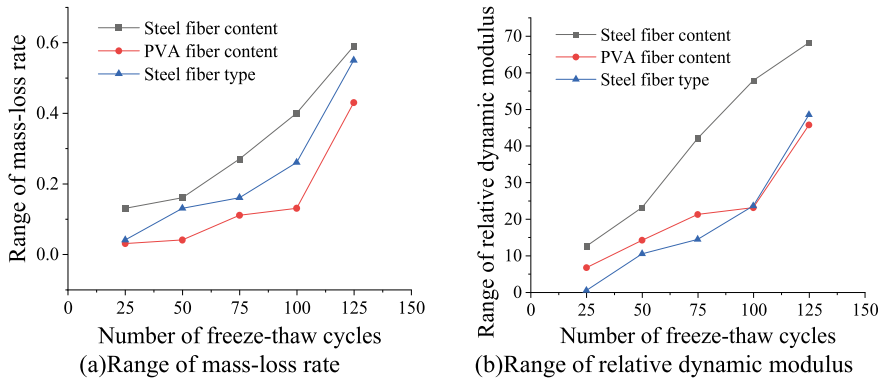 Steel fiber content
PVA fiber content
Steel fiber type
Range of mass-loss rate
0.6
0.4
0.2
0.0
0
25
50
75
100
125
150
Number of freeze-thaw cycles
(a)Range of mass-loss rate
Steel fiber content
PVA fiber content
Steel fiber type
Range of relative dynamic modulus
70
60
50
40
30
20
10
0
0
25
50
75
100
125
150
Number of freeze-thaw cycles
(b)Range of relative dynamic modulus